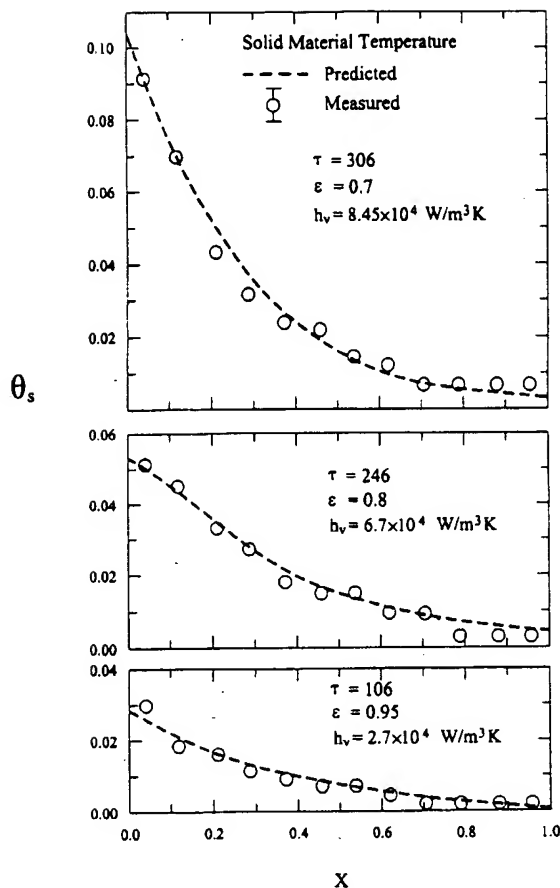 0.10
Solid Material Temperature
Predicted
Measured
0.08
τ = 306
ε = 0.7
hᵥ = 8.45×10⁴ W/m³K
0.06
0.04
0.02
θₛ
0.06
τ = 246
ε = 0.8
hᵥ = 6.7×10⁴ W/m³K
0.04
0.02
0.00
0.04
τ = 106
ε = 0.95
hᵥ = 2.7×10⁴ W/m³K
0.02
0.00
0.0 0.2 0.4 0.6 0.8 1.0
X